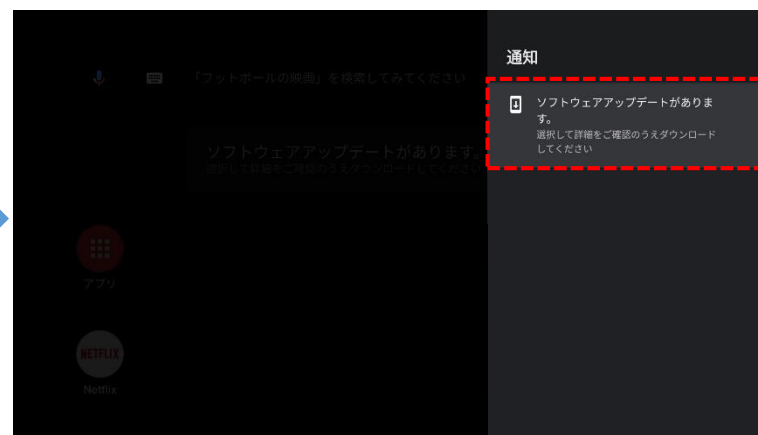 「フットボールの映画」を検索してみてください
ソフトウェアアップデートがあります。
選択して詳細をご確認のうえダウンロードしてください
アプリ
NETFLIX
Netflix
通知
ソフトウェアアップデートがありま
す。
選択して詳細をご確認のうえダウンロード
してください